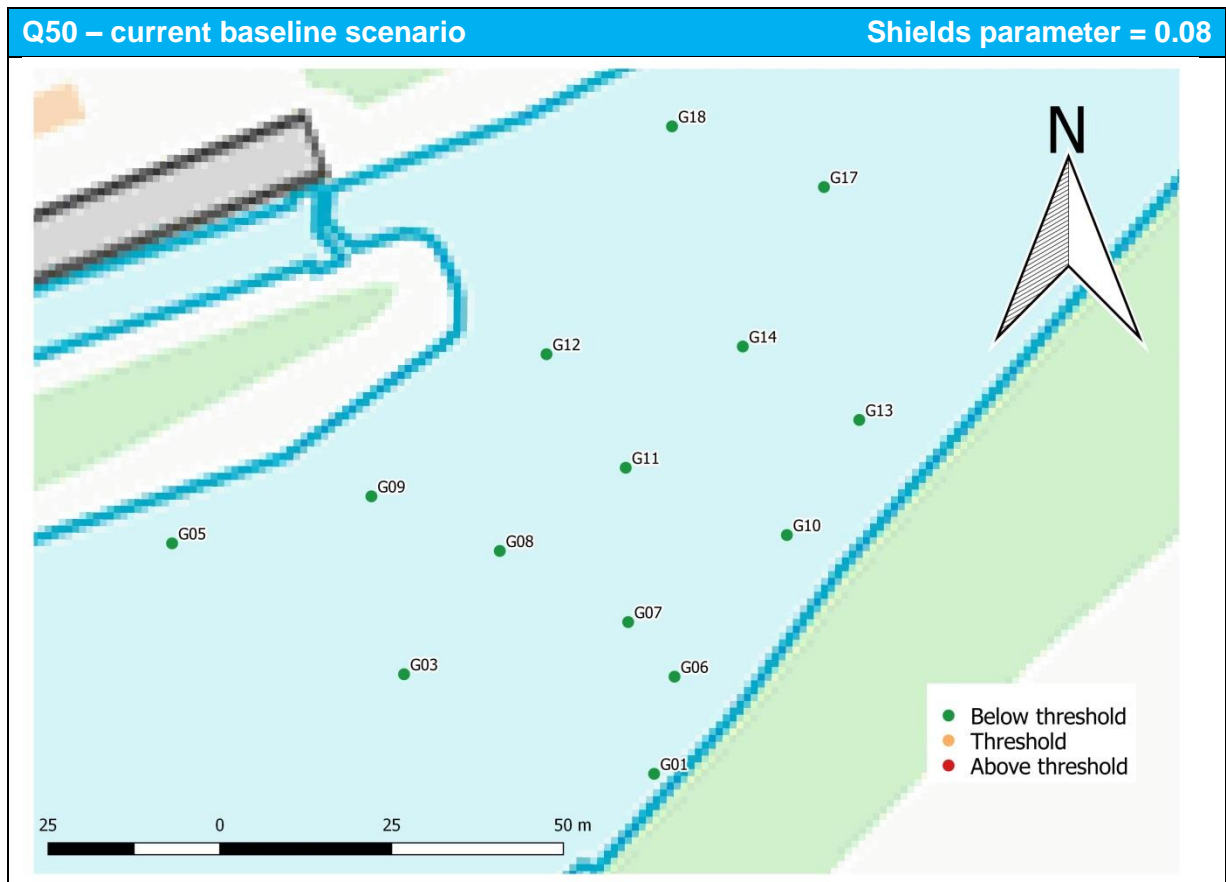 Q50 – current baseline scenario Shields parameter = 0.08
G18
N
G17
G12
G14
G13
G11
G09
G10
G05
G08
G07
G03
G06
Below threshold
Threshold
G01
Above threshold
25 0 25 50 m